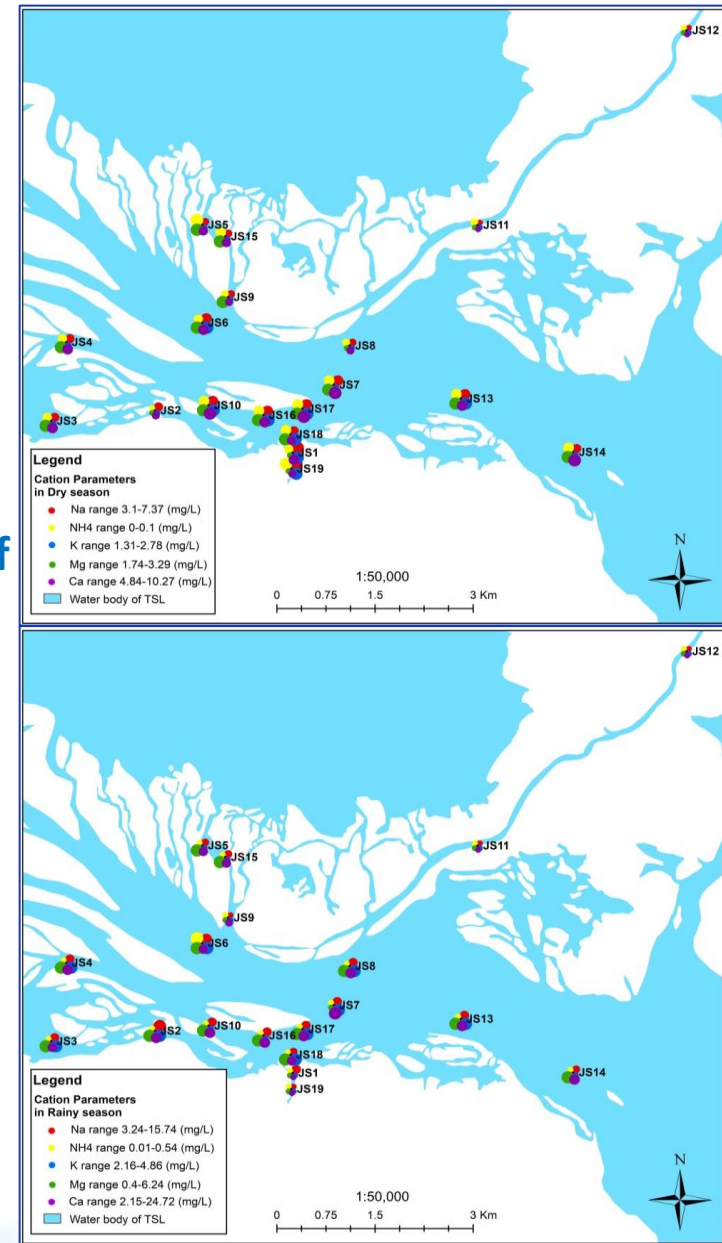 JS12
JS5
JS11
JS15
JS9
JS6
JS4
JS8
JS7
JS13
JS2
JS10
JS17
JS3
JS16
JS18
JS1
JS14
JS19
Legend
Cation Parameters
in Dry season
Na range 3.1-7.37 (mg/L)
NH4 range 0-0.1 (mg/L)
K range 1.31-2.78 (mg/L)
Mg range 1.74-3.29 (mg/L)
Ca range 4.84-10.27 (mg/L)
Water body of TSL
f
N
1:50,000
0 0.75 1.5 3 Km
JS12
JS5
JS11
JS15
JS9
JS6
JS4
JS8
JS7
JS13
JS2
JS10
JS17
JS3
JS16
JS18
JS1
JS14
JS19
Legend
Cation Parameters
in Rainy season
Na range 3.24-15.74 (mg/L)
NH4 range 0.01-0.54 (mg/L)
K range 2.16-4.86 (mg/L)
Mg range 0.4-6.24 (mg/L)
Ca range 2.15-24.72 (mg/L)
Water body of TSL
N
1:50,000
0 0.75 1.5 3 Km